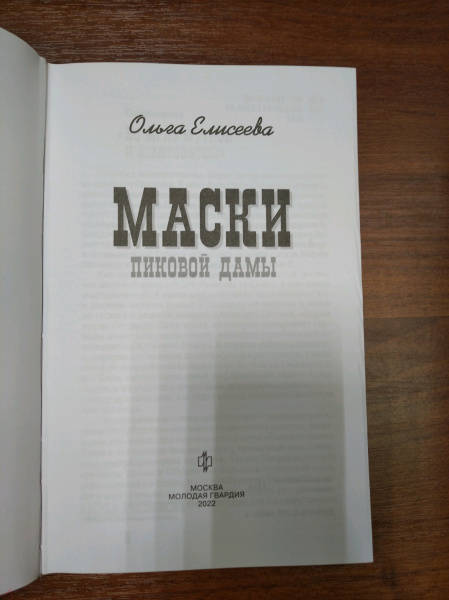 Ольга Елисеева
МАСКИ
ПИКОВОЙ ДАМЫ
МОСКВА
МОЛОДАЯ ГВАРДИЯ
2022